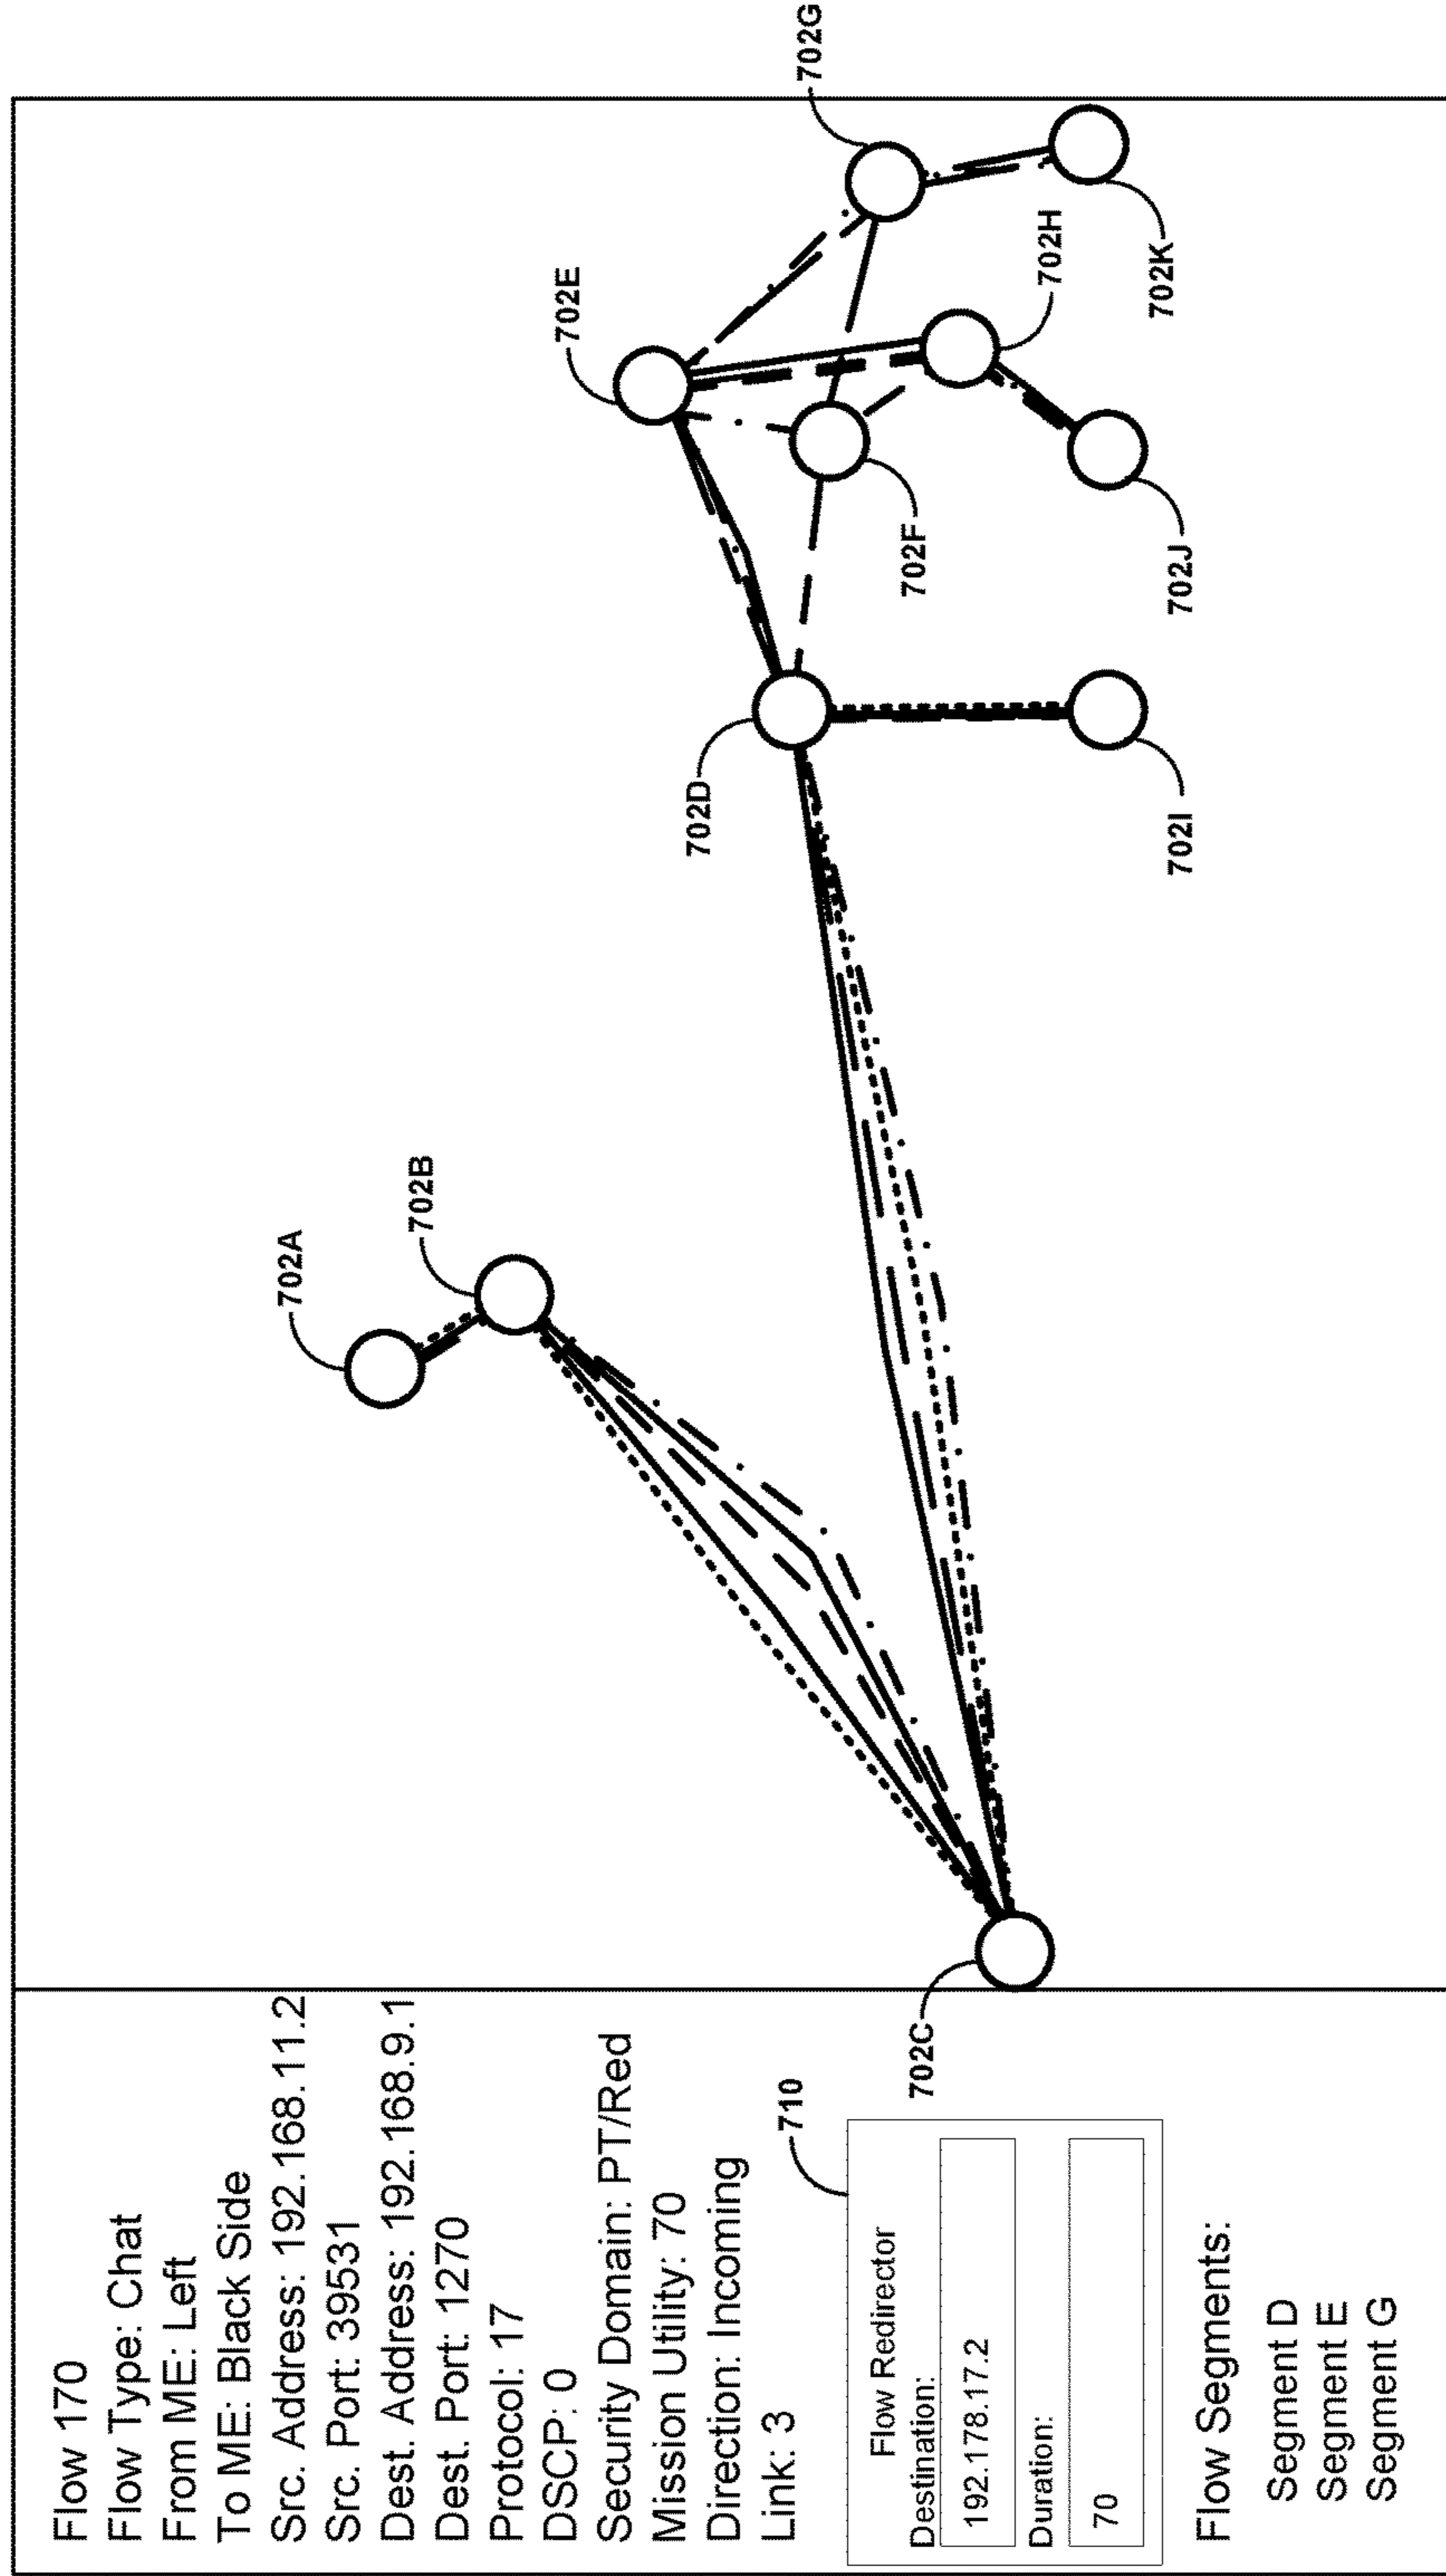 Flow 170
Flow Type: Chat
From ME: Left
To ME: Black Side
Src. Address: 192.168.11.2
Src. Port: 39531
Dest. Address: 192.168.9.1
Dest. Port: 1270
Protocol: 17
DSCP: 0
Security Domain: PT/Red
Mission Utility: 70
Direction: Incoming
Link: 3
710
Flow Redirector
Destination:
192.178.17.2
Duration:
70
Flow Segments:
Segment D
Segment E
Segment G
702A
702B
702C
702D
702E
702F
702G
702H
702I
702J
702K